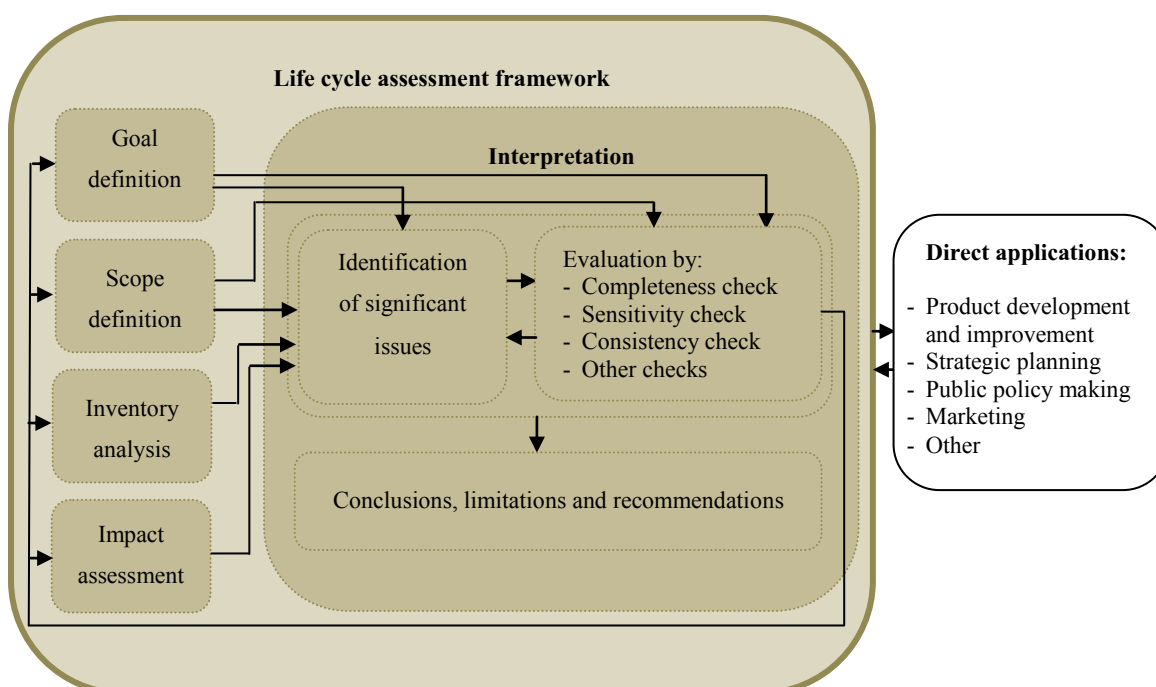 Life cycle assessment framework
Goal
definition
Scope
definition
Inventory
analysis
Impact
assessment
Interpretation
Identification
of significant
issues
Evaluation by:
- Completeness check
- Sensitivity check
- Consistency check
- Other checks
Conclusions, limitations and recommendations
Direct applications:
- Product development
and improvement
- Strategic planning
- Public policy making
- Marketing
- Other